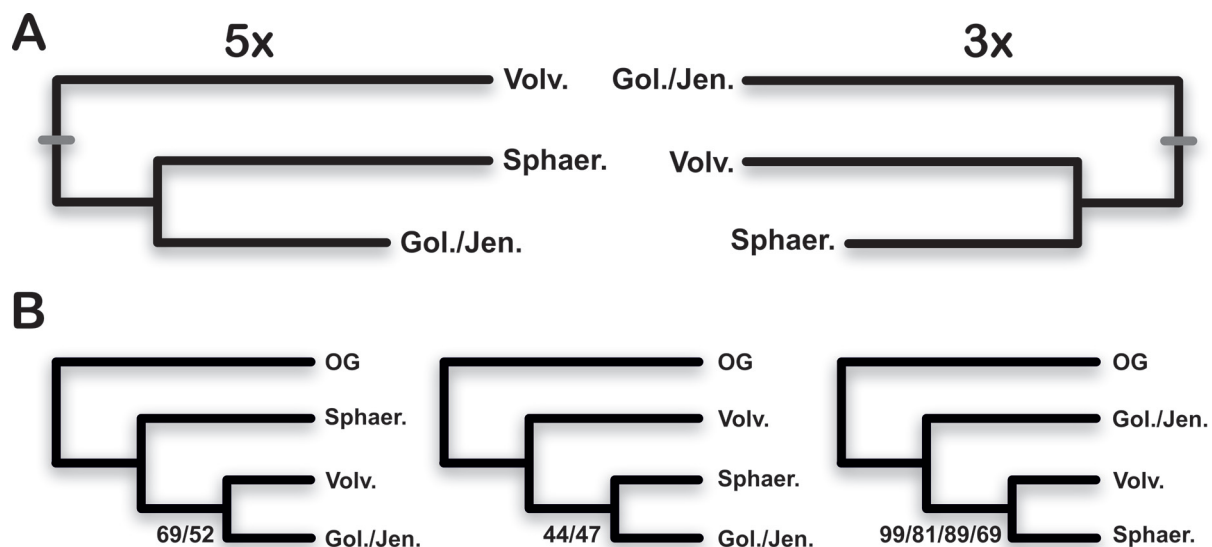 A
5x
3x
Volv.
Gol./Jen.
Sphaer.
Volv.
Gol./Jen.
Sphaer.
B
OG
OG
OG
Sphaer.
Volv.
Gol./Jen.
Volv.
Sphaer.
Volv.
69/52
Gol./Jen.
44/47
Gol./Jen.
99/81/89/69
Sphaer.